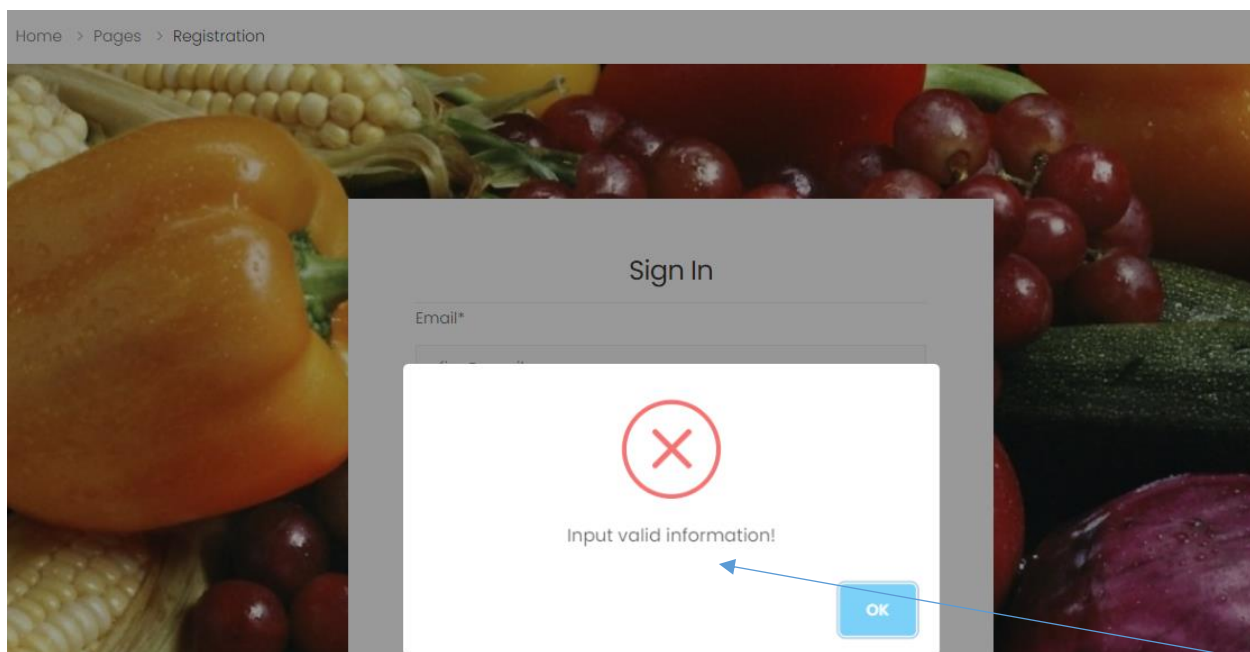 Home > Pages > Registration
Sign In
Email*
Input valid information!
OK